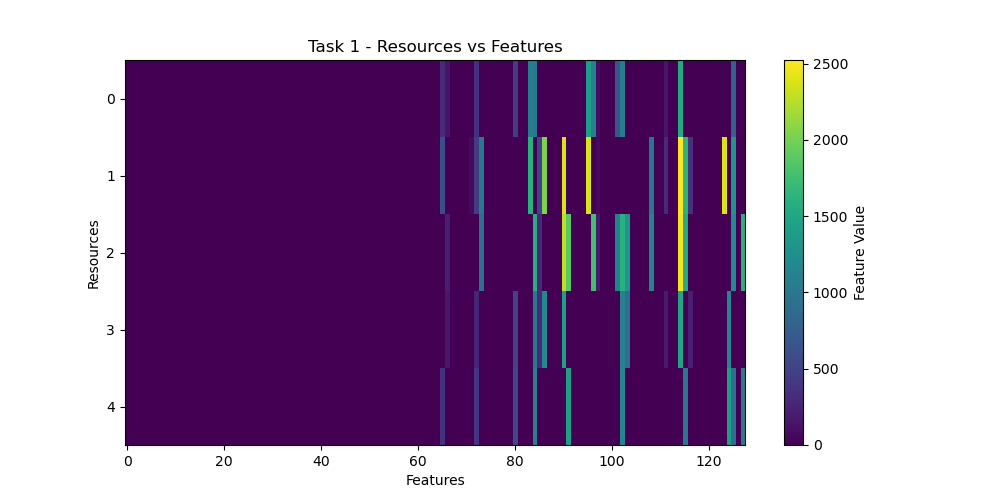 Task 1 - Resources vs Features
0
1
2
3
4
Resources
0 20 40 60 80 100 120
Features
2500
2000
1500
1000
500
0
Feature Value